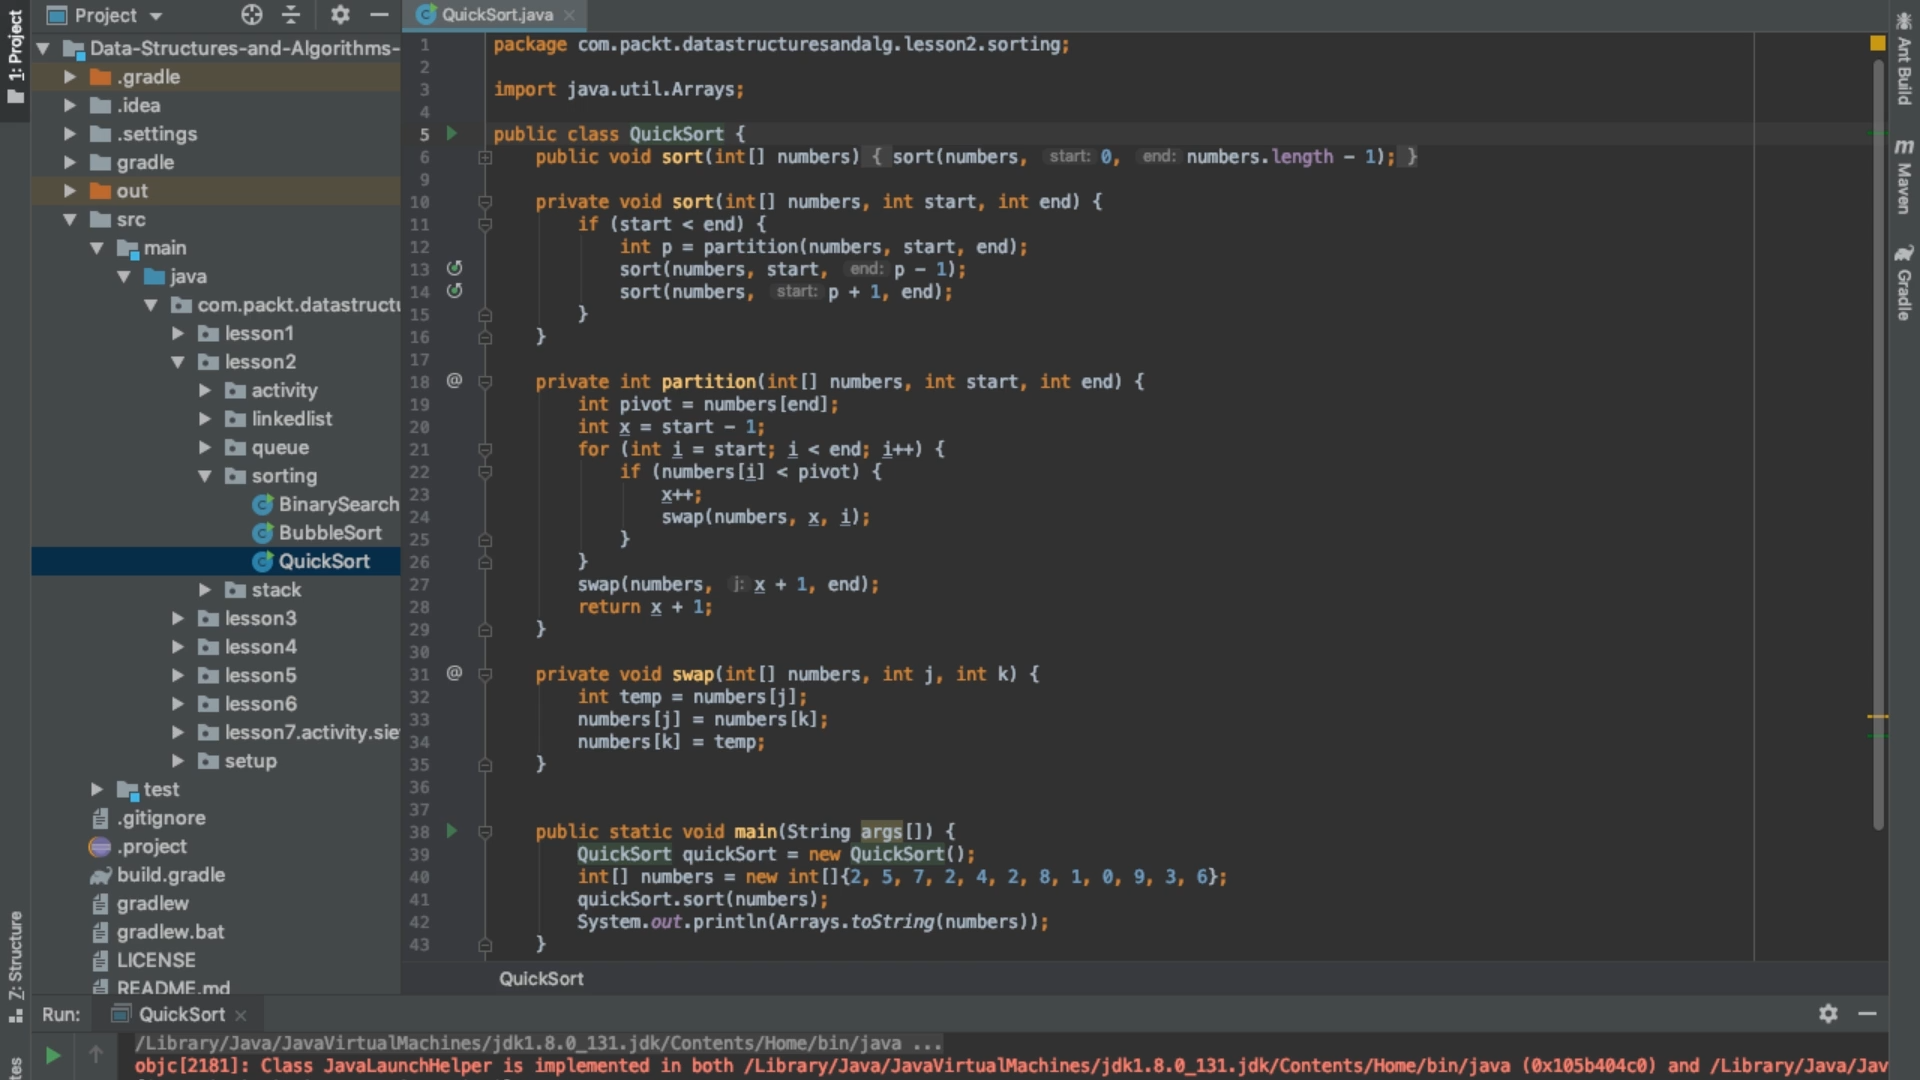 1: Project
Project
Data-Structures-and-Algorithms-
.gradle
.idea
.settings
gradle
out
src
main
java
com.packt.datastructu
lesson1
lesson2
activity
linkedlist
queue
sorting
BinarySearch
BubbleSort
QuickSort
stack
lesson3
lesson4
lesson5
lesson6
lesson7.activity.sie
setup
test
.gitignore
.project
build.gradle
gradlew
gradlew.bat
LICENSE
README.md
Z: Structure
QuickSort.java
1 package com.packt.datastructuresandalg.lesson2.sorting;
2
3 import java.util.Arrays;
4
5 public class QuickSort {
6 public void sort(int[] numbers) { sort(numbers, start: 0, end: numbers.length - 1); }
9
10 private void sort(int[] numbers, int start, int end) {
11 if (start < end) {
12 int p = partition(numbers, start, end);
13 sort(numbers, start, end: p - 1);
14 sort(numbers, start: p + 1, end);
15 }
16 }
17
18 @ private int partition(int[] numbers, int start, int end) {
19 int pivot = numbers[end];
20 int x = start - 1;
21 for (int i = start; i < end; i++) {
22 if (numbers[i] < pivot) {
23 x++;
24 swap(numbers, x, i);
25 }
26 }
27 swap(numbers, j: x + 1, end);
28 return x + 1;
29 }
30
31 @ private void swap(int[] numbers, int j, int k) {
32 int temp = numbers[j];
33 numbers[j] = numbers[k];
34 numbers[k] = temp;
35 }
36
37
38 public static void main(String args[]) {
39 QuickSort quickSort = new QuickSort();
40 int[] numbers = new int[]{2, 5, 7, 2, 4, 2, 8, 1, 0, 9, 3, 6};
41 quickSort.sort(numbers);
42 System.out.println(Arrays.toString(numbers));
43 }
QuickSort
Ant Build
m Maven
Gradle
Run: QuickSort
/Library/Java/JavaVirtualMachines/jdk1.8.0_131.jdk/Contents/Home/bin/java ...
objc[2181]: Class JavaLaunchHelper is implemented in both /Library/Java/JavaVirtualMachines/jdk1.8.0_131.jdk/Contents/Home/bin/java (0x105b404c0) and /Library/Java/Jav